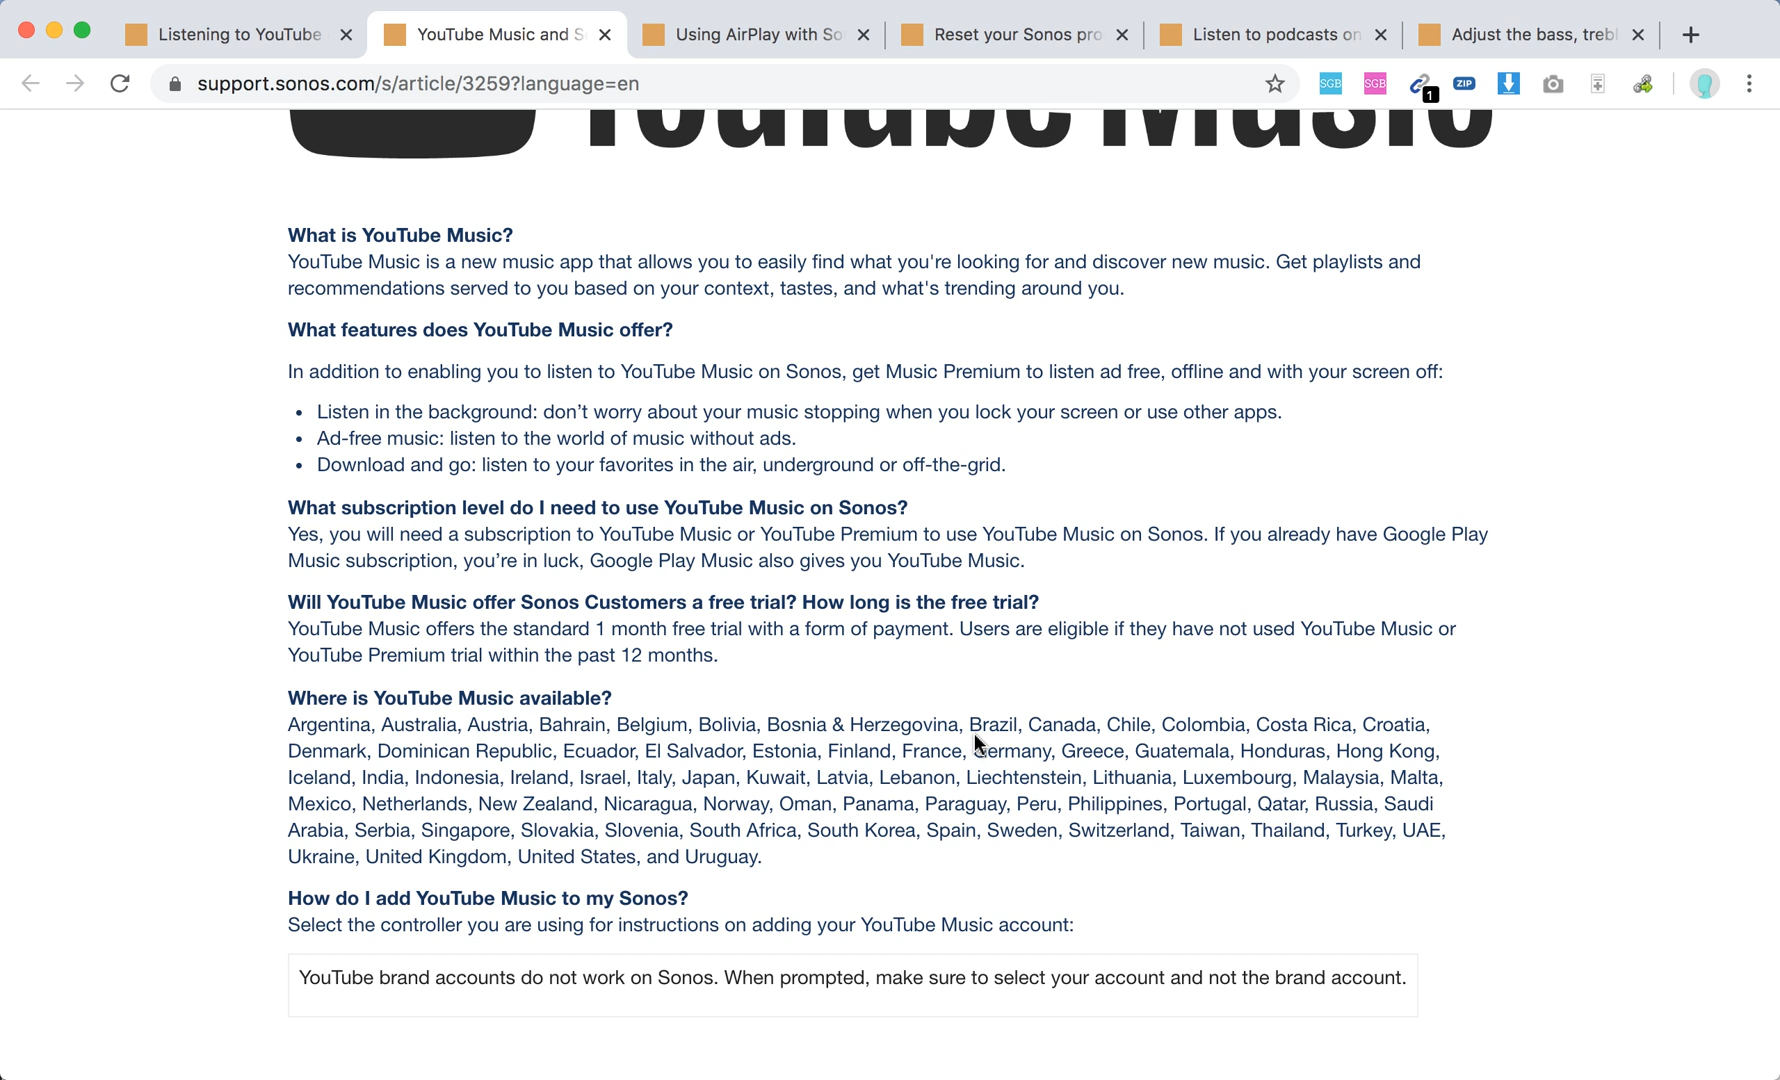 Listening to YouTube
YouTube Music and S
Using AirPlay with So
Reset your Sonos pro
Listen to podcasts on
Adjust the bass, trebl
support.sonos.com/s/article/3259?language=en
SGB
SGB
1
ZIP
YouTube Music
What is YouTube Music?
YouTube Music is a new music app that allows you to easily find what you're looking for and discover new music. Get playlists and
recommendations served to you based on your context, tastes, and what's trending around you.
What features does YouTube Music offer?
In addition to enabling you to listen to YouTube Music on Sonos, get Music Premium to listen ad free, offline and with your screen off:
• Listen in the background: don’t worry about your music stopping when you lock your screen or use other apps.
• Ad-free music: listen to the world of music without ads.
• Download and go: listen to your favorites in the air, underground or off-the-grid.
What subscription level do I need to use YouTube Music on Sonos?
Yes, you will need a subscription to YouTube Music or YouTube Premium to use YouTube Music on Sonos. If you already have Google Play
Music subscription, you’re in luck, Google Play Music also gives you YouTube Music.
Will YouTube Music offer Sonos Customers a free trial? How long is the free trial?
YouTube Music offers the standard 1 month free trial with a form of payment. Users are eligible if they have not used YouTube Music or
YouTube Premium trial within the past 12 months.
Where is YouTube Music available?
Argentina, Australia, Austria, Bahrain, Belgium, Bolivia, Bosnia & Herzegovina, Brazil, Canada, Chile, Colombia, Costa Rica, Croatia,
Denmark, Dominican Republic, Ecuador, El Salvador, Estonia, Finland, France, Germany, Greece, Guatemala, Honduras, Hong Kong,
Iceland, India, Indonesia, Ireland, Israel, Italy, Japan, Kuwait, Latvia, Lebanon, Liechtenstein, Lithuania, Luxembourg, Malaysia, Malta,
Mexico, Netherlands, New Zealand, Nicaragua, Norway, Oman, Panama, Paraguay, Peru, Philippines, Portugal, Qatar, Russia, Saudi
Arabia, Serbia, Singapore, Slovakia, Slovenia, South Africa, South Korea, Spain, Sweden, Switzerland, Taiwan, Thailand, Turkey, UAE,
Ukraine, United Kingdom, United States, and Uruguay.
How do I add YouTube Music to my Sonos?
Select the controller you are using for instructions on adding your YouTube Music account:
YouTube brand accounts do not work on Sonos. When prompted, make sure to select your account and not the brand account.